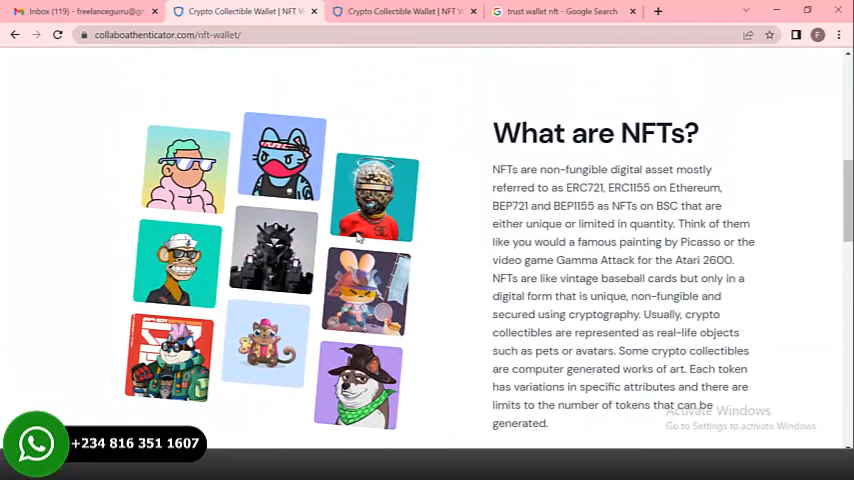 Inbox (119) - freelancegurru@gr
Crypto Collectible Wallet | NFT W
Crypto Collectible Wallet | NFT W
trust wallet nft - Google Search
collaboathenticator.com/nft-wallet/
F
What are NFTs?
NFTs are non-fungible digital asset mostly
referred to as ERC721, ERC1155 on Ethereum,
BEP721 and BEP1155 as NFTs on BSC that are
either unique or limited in quantity. Think of them
like you would a famous painting by Picasso or the
video game Gamma Attack for the Atari 2600.
NFTs are like vintage baseball cards but only in a
digital form that is unique, non-fungible and
secured using cryptography. Usually, crypto
collectibles are represented as real-life objects
such as pets or avatars. Some crypto collectibles
are computer generated works of art. Each token
has variations in specific attributes and there are
limits to the number of tokens that can be
generated.
Activate Windows
Go to Settings to activate Windows.
+234 816 351 1607